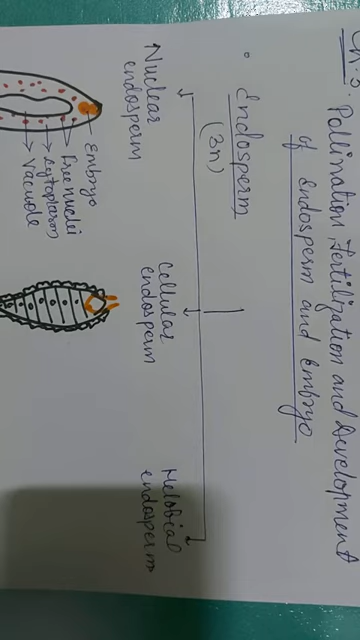 Ch. 3. Pollination Fertilization and Development
of Endosperm and Embryo
Endosperm
(3n)
Nuclear
endosperm
Cellular
endosperm
Helobial
endosperm
Embryo
Free nuclei
Cytoplasm
Vacuole